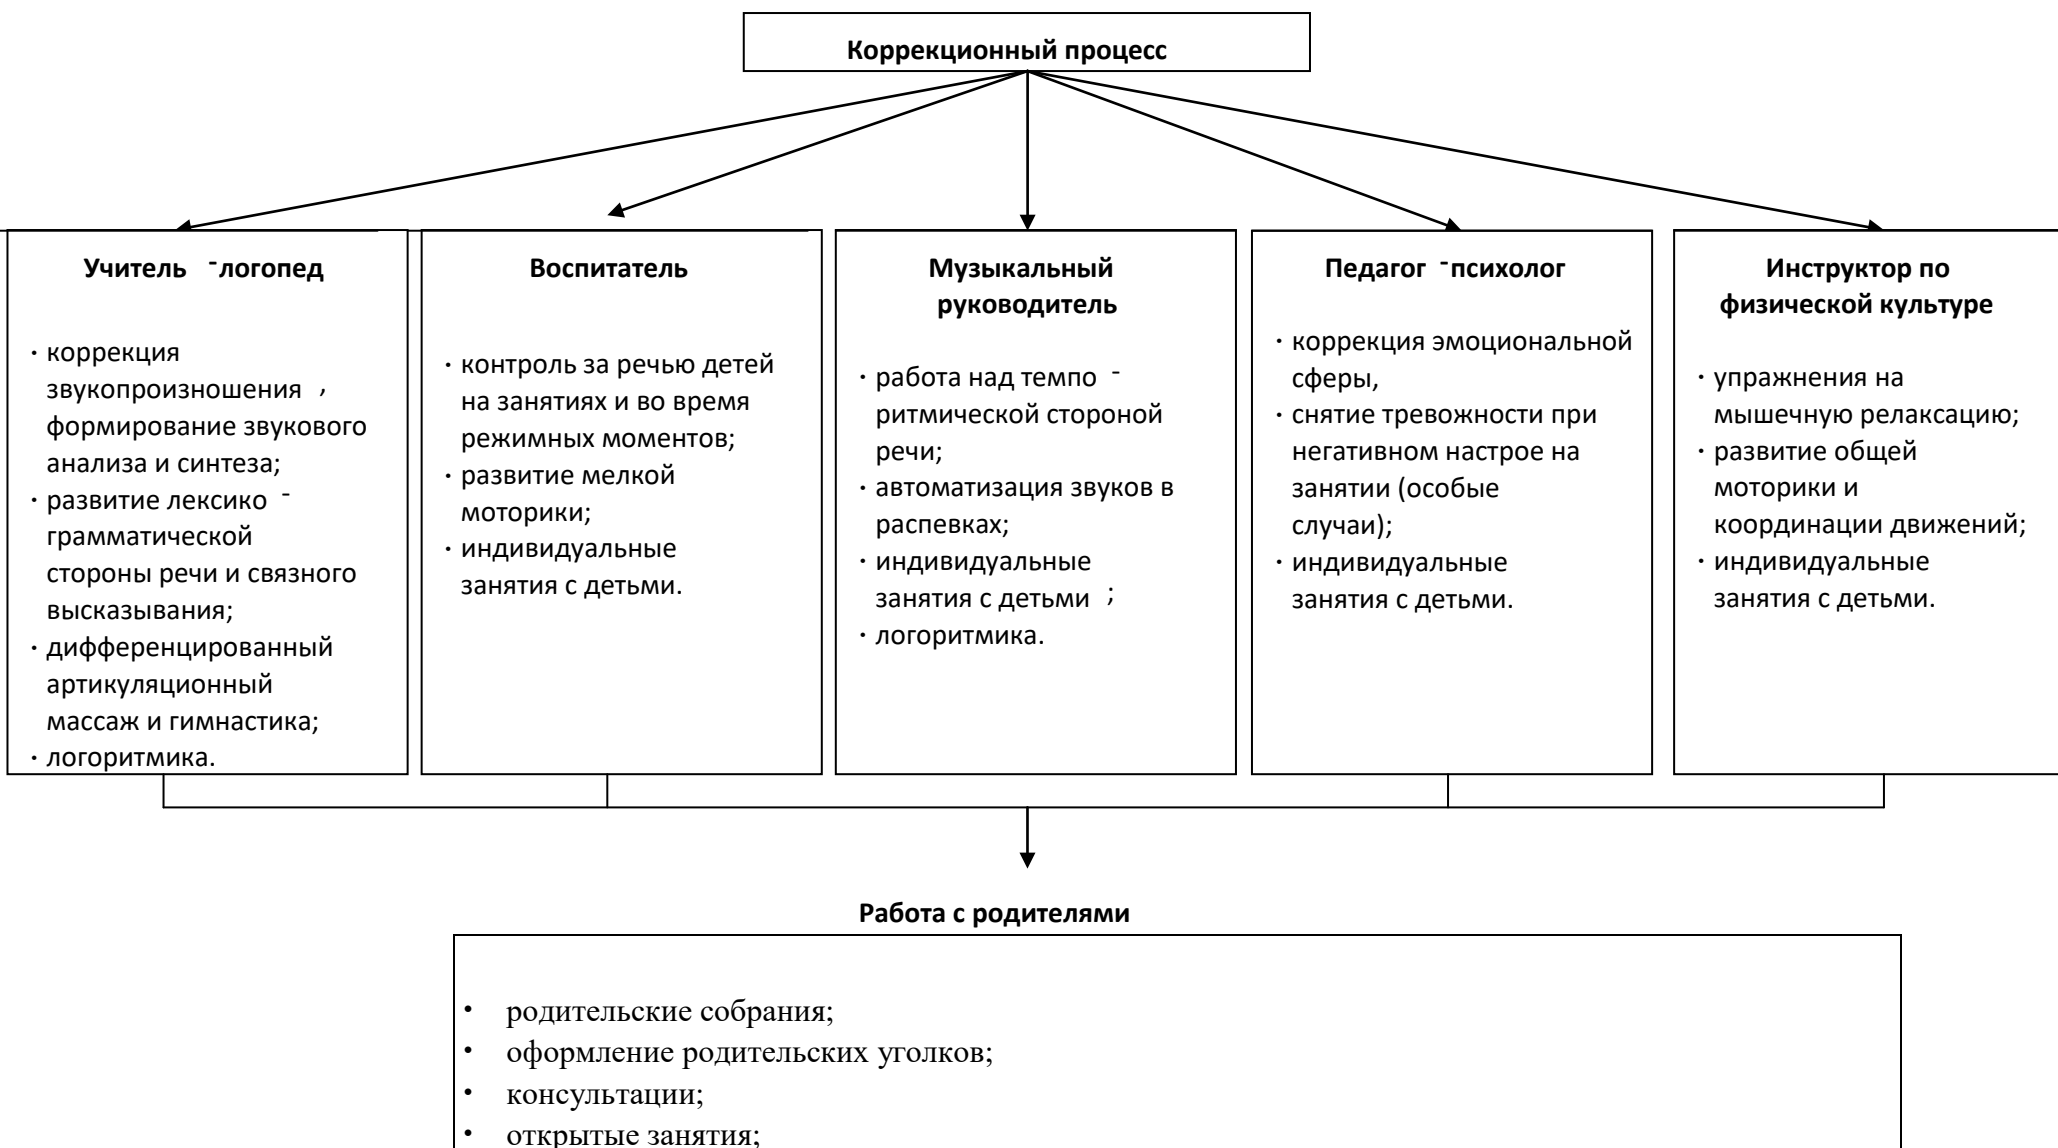 Коррекционный процесс
Учитель -логопед
· коррекция
звукопроизношения ,
формирование звукового
анализа и синтеза;
· развитие лексико -
грамматической
стороны речи и связного
высказывания;
· дифференцированный
артикуляционный
массаж и гимнастика;
· логоритмика.
Воспитатель
· контроль за речью детей
на занятиях и во время
режимных моментов;
· развитие мелкой
моторики;
· индивидуальные
занятия с детьми.
Музыкальный
руководитель
· работа над темпо -
ритмической стороной
речи;
· автоматизация звуков в
распевках;
· индивидуальные
занятия с детьми ;
· логоритмика.
Педагог -психолог
· коррекция эмоциональной
сферы,
· снятие тревожности при
негативном настрое на
занятии (особые
случаи);
· индивидуальные
занятия с детьми.
Инструктор по
физической культуре
· упражнения на
мышечную релаксацию;
· развитие общей
моторики и
координации движений;
· индивидуальные
занятия с детьми.
Работа с родителями
· родительские собрания;
· оформление родительских уголков;
· консультации;
· открытые занятия;